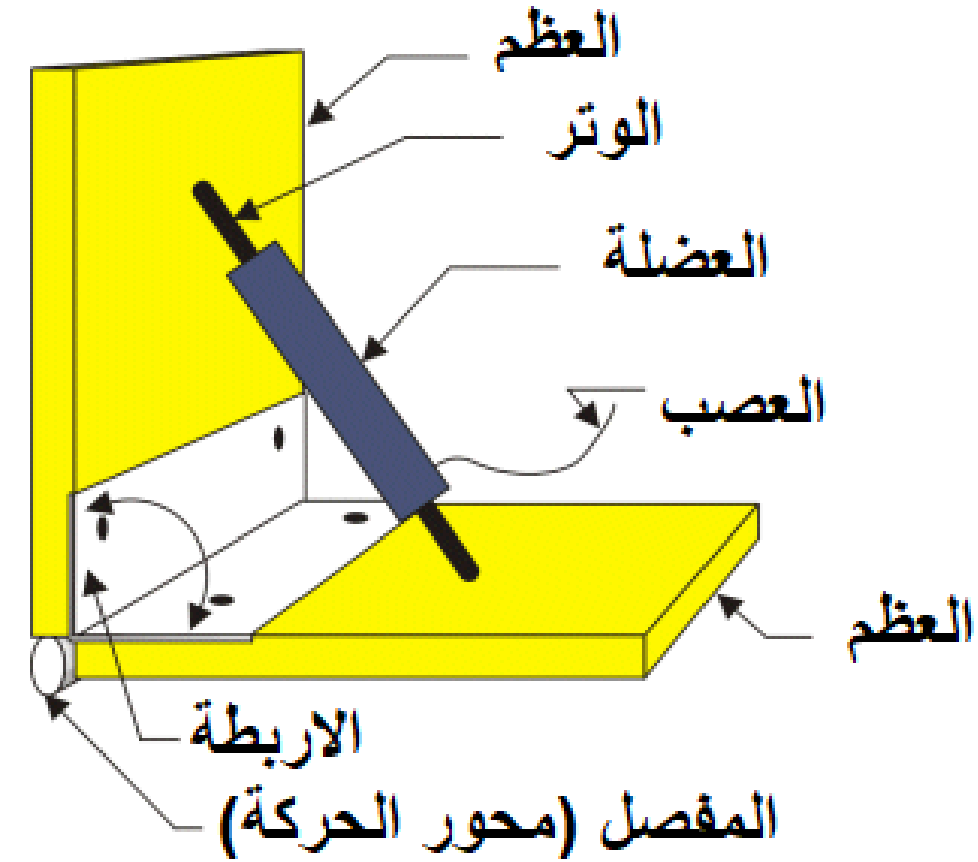 العظم
الوتر
العضلة
العصب
العظم
الاربطة
المفصل (محور الحركة)